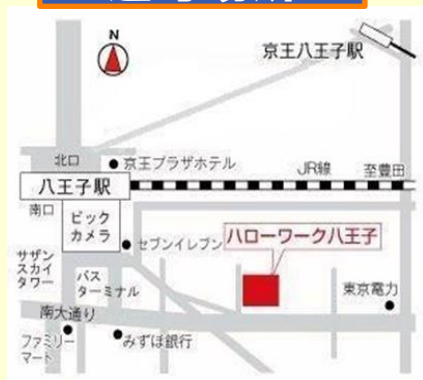 N
京王八王子駅
北口
京王プラザホテル
JR線
至豊田
八王子駅
南口
ビック
カメラ
セブンイレブン
ハローワーク八王子
サザン
スカイ
タワー
バス
ターミナル
東京電力
南大通り
ファミリー
マート
みずほ銀行